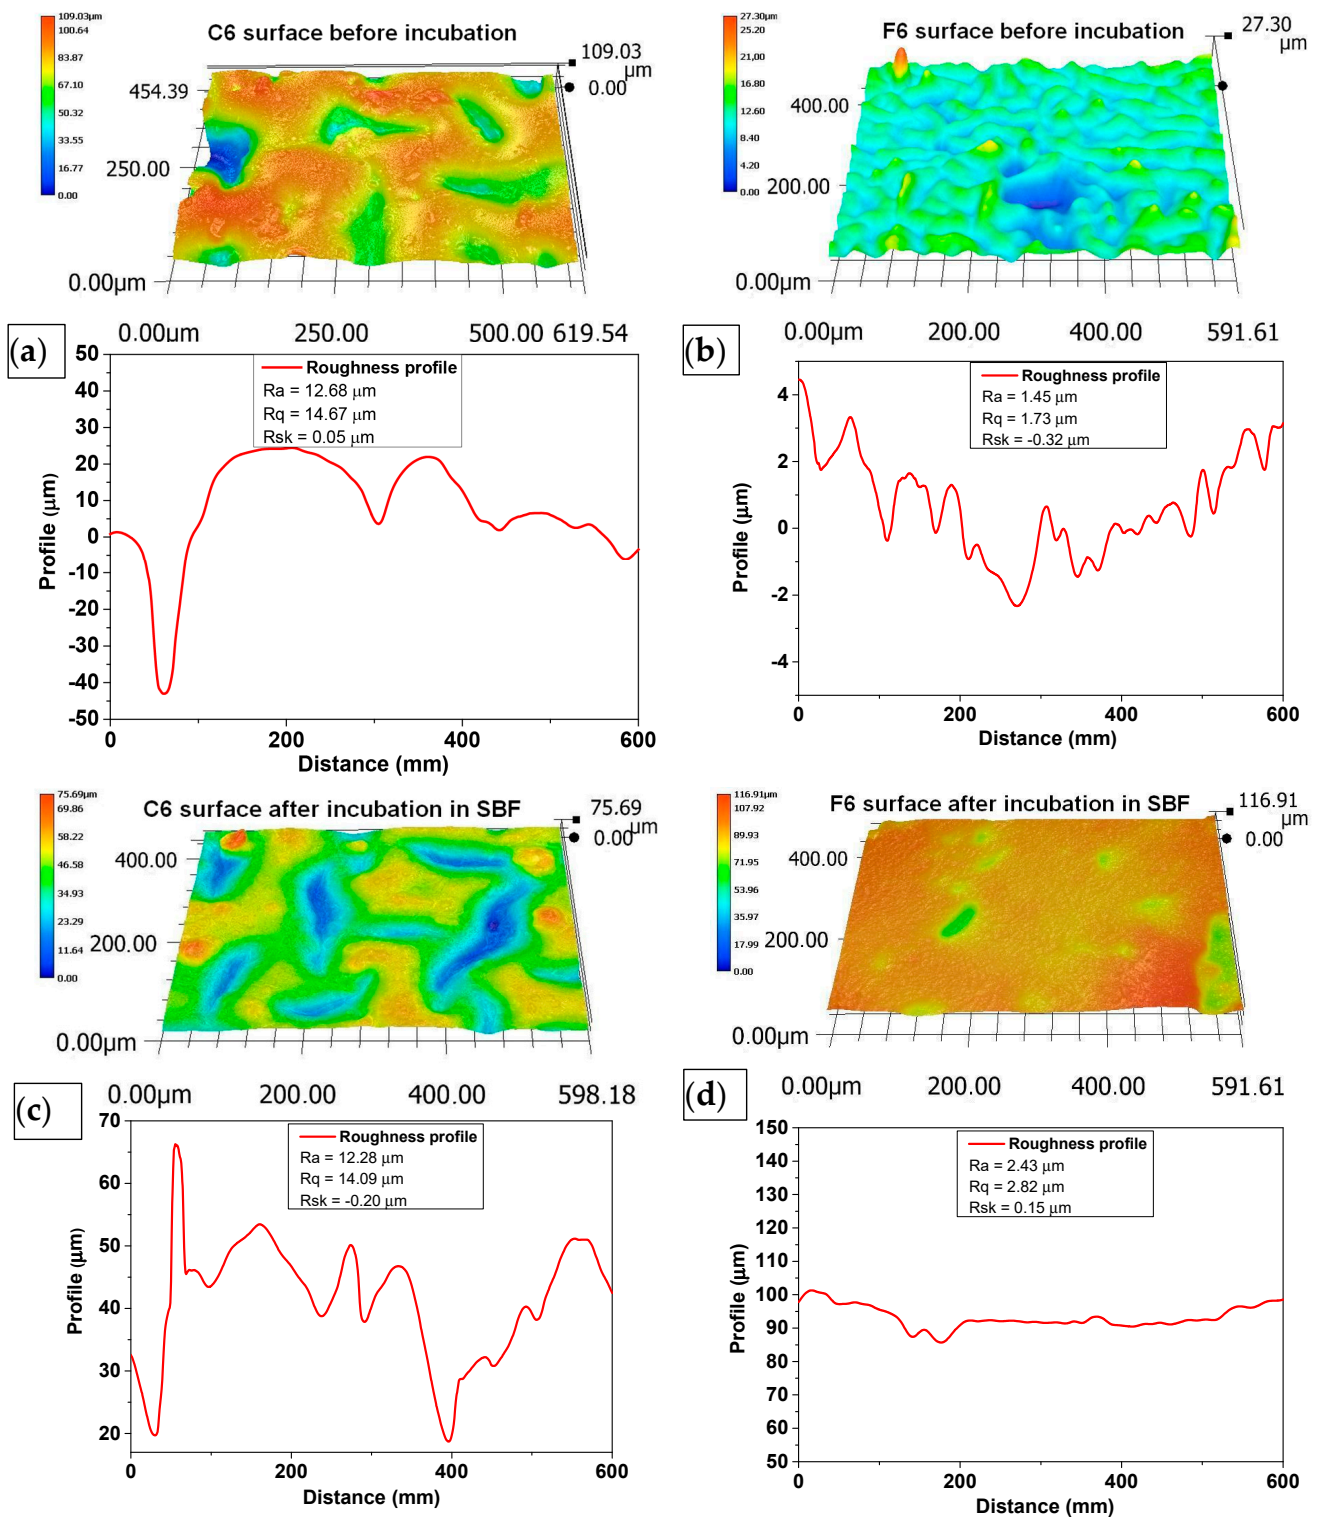 C6 surface before incubation
109.03µm
100.64
83.87
67.10
50.32
33.55
16.77
0.00
109.03
µm
0.00
454.39
250.00
0.00µm
0.00µm 250.00 500.00 619.54
(a)
Roughness profile
Ra = 12.68 µm
Rq = 14.67 µm
Rsk = 0.05 µm
Profile (µm)
50
40
30
20
10
0
-10
-20
-30
-40
-50
0 200 400 600
Distance (mm)
F6 surface before incubation
27.30µm
25.20
21,00
16.80
12.60
8.40
4.20
0.00
27.30
µm
400.00
200.00
0.00µm
0.00µm 200.00 400.00 591.61
(b)
Roughness profile
Ra = 1.45 µm
Rq = 1.73 µm
Rsk = -0.32 µm
Profile (µm)
4
2
0
-2
-4
0 200 400 600
Distance (mm)
C6 surface after incubation in SBF
75.69µm
69.86
58.22
46.58
34.93
23.29
11.64
0.00
75.69
µm
0.00
400.00
200.00
0.00µm
0.00µm 200.00 400.00 598.18
(c)
Roughness profile
Ra = 12.28 µm
Rq = 14.09 µm
Rsk = -0.20 µm
Profile (µm)
70
60
50
40
30
20
0 200 400 600
Distance (mm)
F6 surface after incubation in SBF
116.91µm
107.92
89.93
71.95
53.96
35.97
17.99
0.00
116.91
µm
0.00
400.00
200.00
0.00µm
0.00µm 200.00 400.00 591.61
(d)
Roughness profile
Ra = 2.43 µm
Rq = 2.82 µm
Rsk = 0.15 µm
Profile (µm)
150
140
130
120
110
100
90
80
70
60
50
0 200 400 600
Distance (mm)